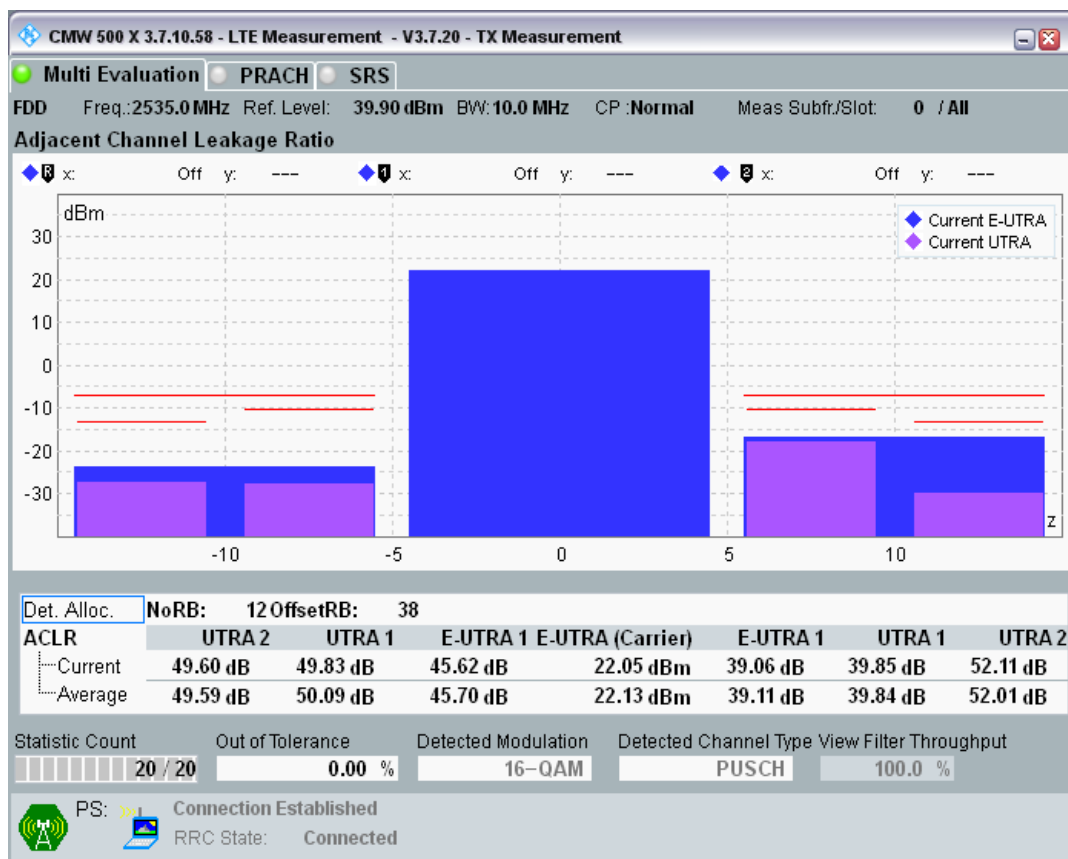 CMW 500 X 3.7.10.58 - LTE Measurement - V3.7.20 - TX Measurement
Multi Evaluation PRACH SRS
FDD Freq.:2535.0 MHz Ref. Level: 39.90 dBm BW: 10.0 MHz CP :Normal Meas Subfr./Slot: 0 / All
Adjacent Channel Leakage Ratio
R x: Off y: --- 1 x: Off y: --- 2 x: Off y: ---
dBm
Current E-UTRA
Current UTRA
30
20
10
0
-10
-20
-30
z
-10 -5 0 5 10
Det. Alloc. NoRB: 12 OffsetRB: 38
ACLR UTRA 2 UTRA 1 E-UTRA 1 E-UTRA (Carrier) E-UTRA 1 UTRA 1 UTRA 2
Current 49.60 dB 49.83 dB 45.62 dB 22.05 dBm 39.06 dB 39.85 dB 52.11 dB
Average 49.59 dB 50.09 dB 45.70 dB 22.13 dBm 39.11 dB 39.84 dB 52.01 dB
Statistic Count Out of Tolerance Detected Modulation Detected Channel Type View Filter Throughput
20 / 20 0.00 % 16-QAM PUSCH 100.0 %
PS: Connection Established
RRC State: Connected